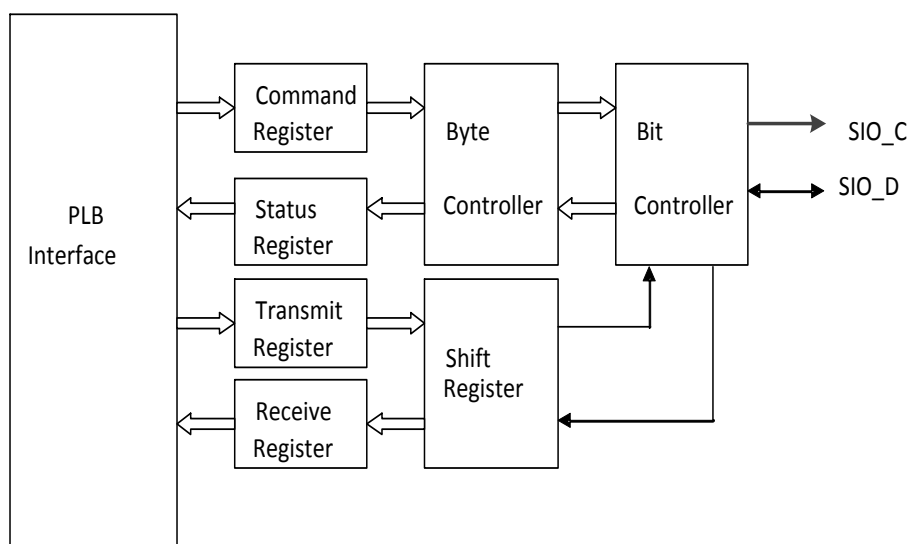 PLB
Interface
Command
Register
Status
Register
Transmit
Register
Receive
Register
Byte
Controller
Shift
Register
Bit
Controller
SIO_C
SIO_D